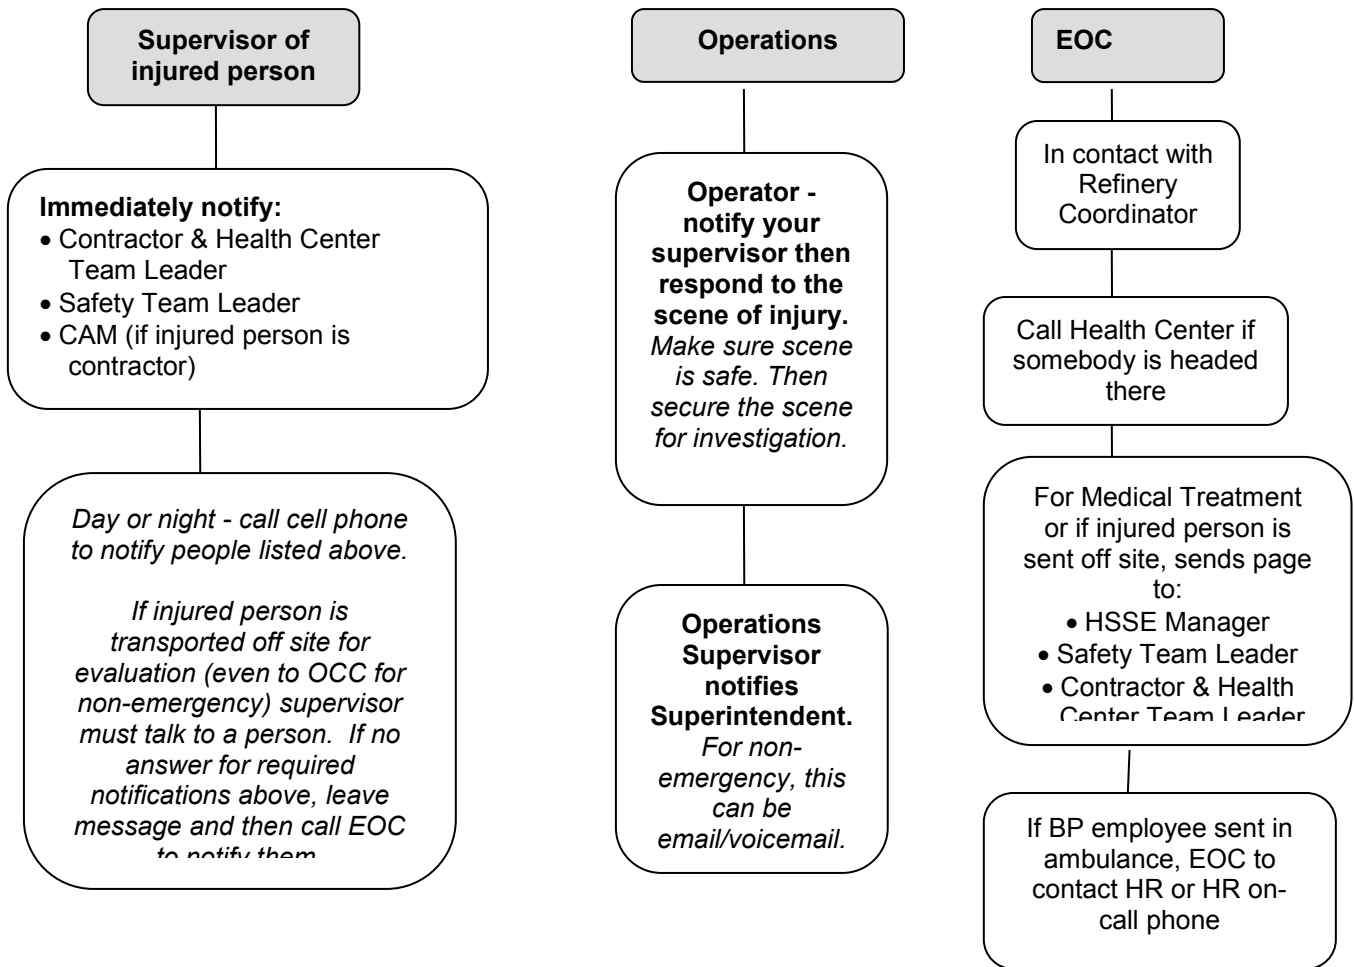 Supervisor of
injured person
Immediately notify:
• Contractor & Health Center
Team Leader
• Safety Team Leader
• CAM (if injured person is
contractor)
Day or night - call cell phone
to notify people listed above.
If injured person is
transported off site for
evaluation (even to OCC for
non-emergency) supervisor
must talk to a person.  If no
answer for required
notifications above, leave
message and then call EOC
to notify them
Operations
Operator -
notify your
supervisor then
respond to the
scene of injury.
Make sure scene
is safe. Then
secure the scene
for investigation.
Operations
Supervisor
notifies
Superintendent.
For non-
emergency, this
can be
email/voicemail.
EOC
In contact with
Refinery
Coordinator
Call Health Center if
somebody is headed
there
For Medical Treatment
or if injured person is
sent off site, sends page
to:
• HSSE Manager
• Safety Team Leader
• Contractor & Health
Center Team Leader
If BP employee sent in
ambulance, EOC to
contact HR or HR on-
call phone